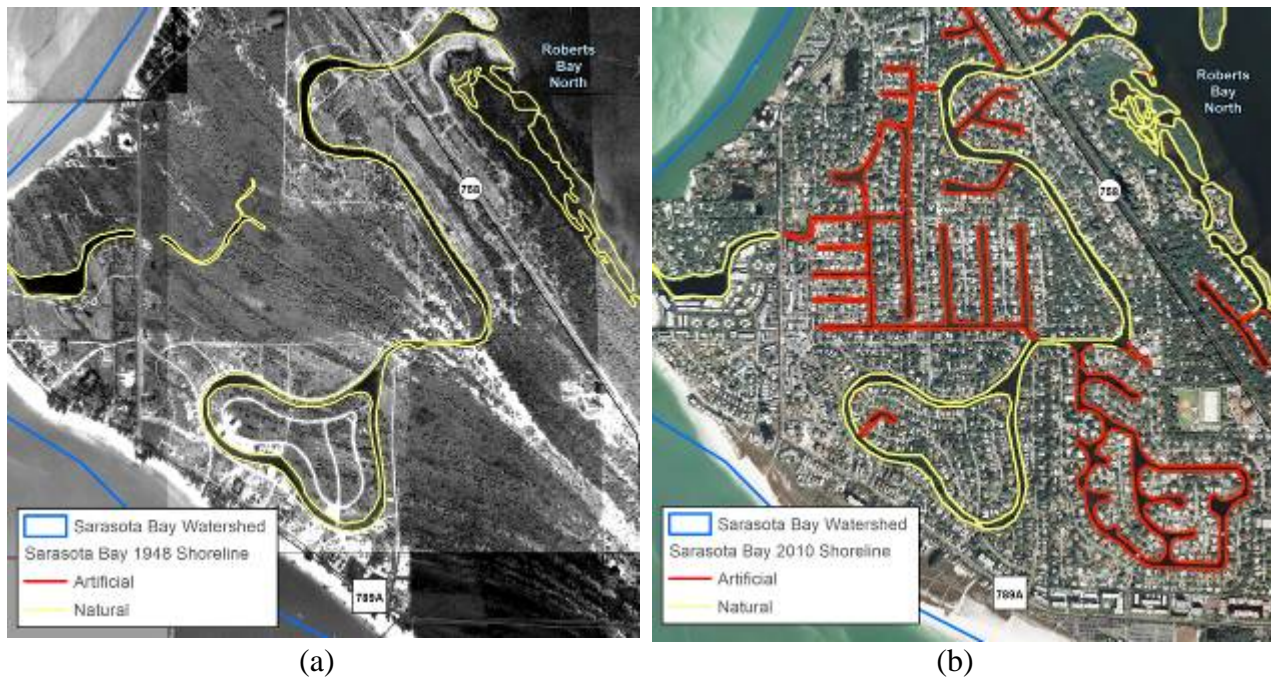 Roberts
Bay
North
758
Sarasota Bay Watershed
Sarasota Bay 1948 Shoreline
Artificial
Natural
789A
(a)
Roberts
Bay
North
758
Sarasota Bay Watershed
Sarasota Bay 2010 Shoreline
Artificial
Natural
789A
(b)